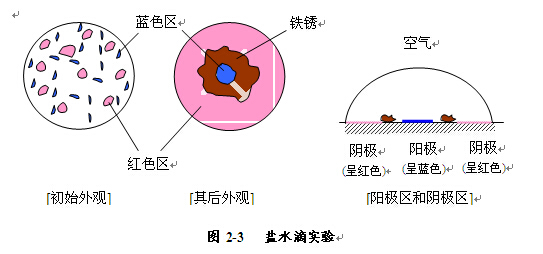 蓝色区
铁锈
空气
红色区
阴极 阳极 阴极
(呈红色) (呈蓝色) (呈红色)
「初始外观」 「其后外观」 「阳极区和阴极区」
图 2-3 盐水滴实验